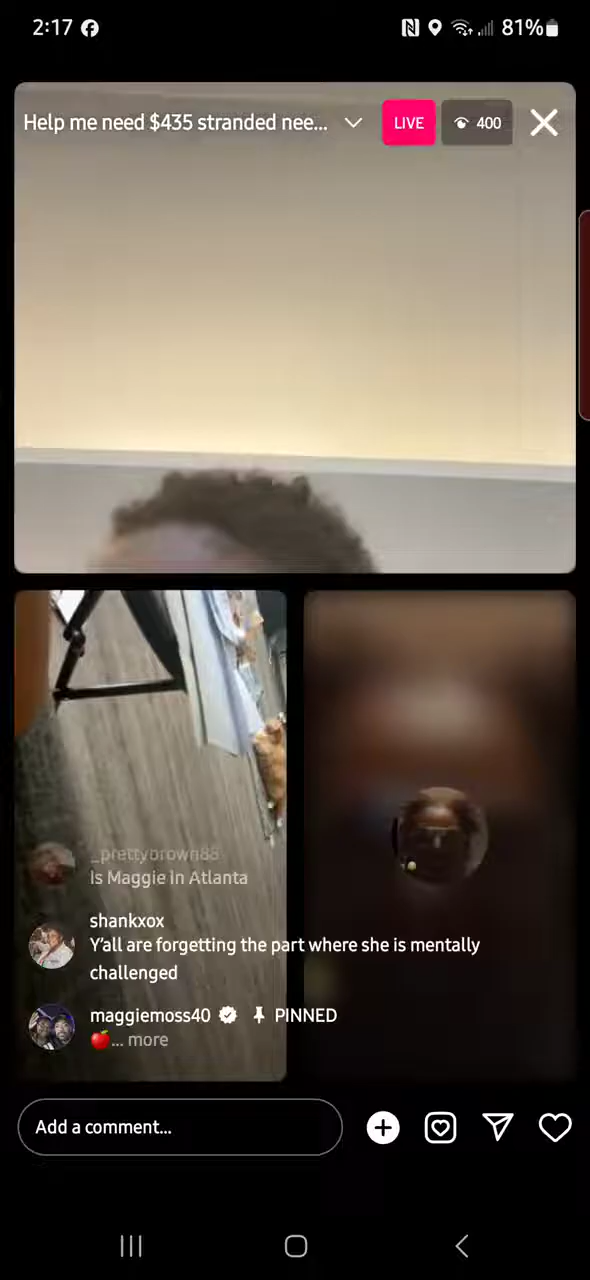 2:17
81%
Help me need $435 stranded nee...
LIVE
400
_prettybrown88
Is Maggie in Atlanta
shankxox
Y'all are forgetting the part where she is mentally
challenged
maggiemoss40 PINNED
🍎... more
Add a comment...